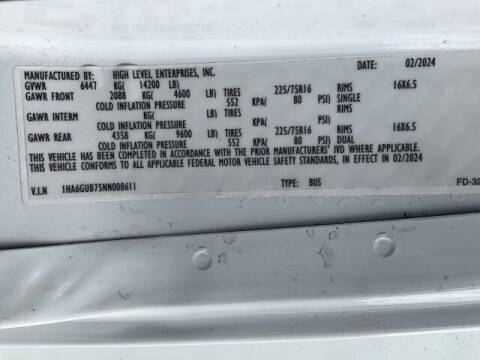 MANUFACTURED BY: HIGH LEVEL ENTERPRISES, INC. DATE: 02/2024
GVWR 6447 KG( 14200 LB)
GAWR FRONT 2088 KG( 4600 LB) TIRES 225/75R16 RIMS 16X6.5
COLD INFLATION PRESSURE 552 KPA( 80 PSI) SINGLE
GAWR INTERM KG( LB) TIRES RIMS
COLD INFLATION PRESSURE KPA( PSI)
GAWR REAR 4358 KG( 9600 LB) TIRES 225/75R16 RIMS 16X6.5
COLD INFLATION PRESSURE 552 KPA( 80 PSI) DUAL
THIS VEHICLE HAS BEEN COMPLETED IN ACCORDANCE WITH THE PRIOR MANUFACTURERS' IVD WHERE APPLICABLE.
THIS VEHICLE CONFORMS TO ALL APPLICABLE FEDERAL MOTOR VEHICLE SAFETY STANDARDS, IN EFFECT IN 02/2024
V.I.N 1HA6GUB75NN008611 TYPE: BUS FD-32